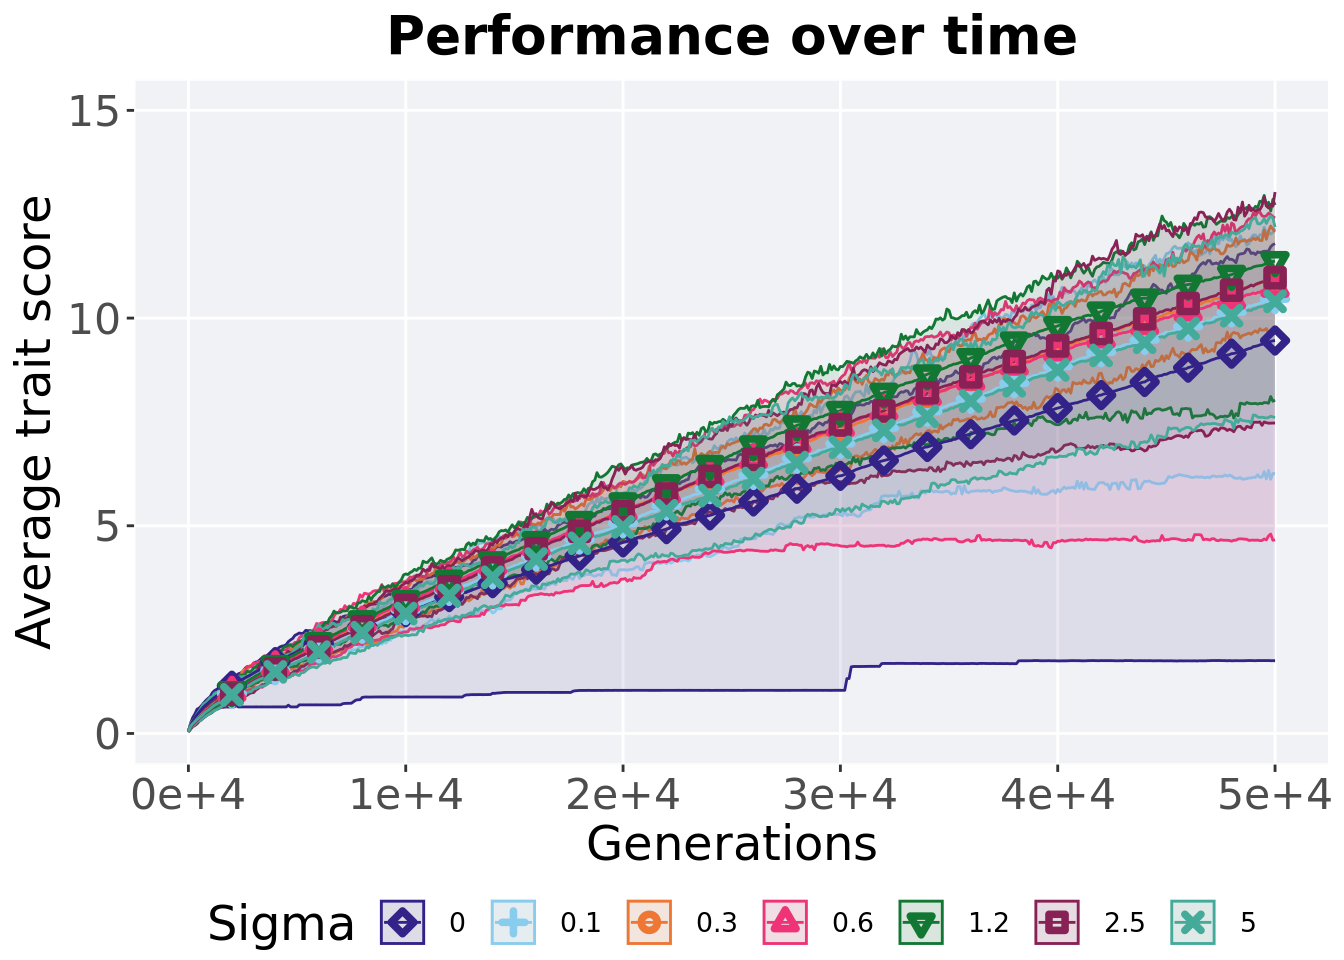 Performance over time
Average trait score
15
10
5
0
0e+4 1e+4 2e+4 3e+4 4e+4 5e+4
Generations
Sigma 0 0.1 0.3 0.6 1.2 2.5 5